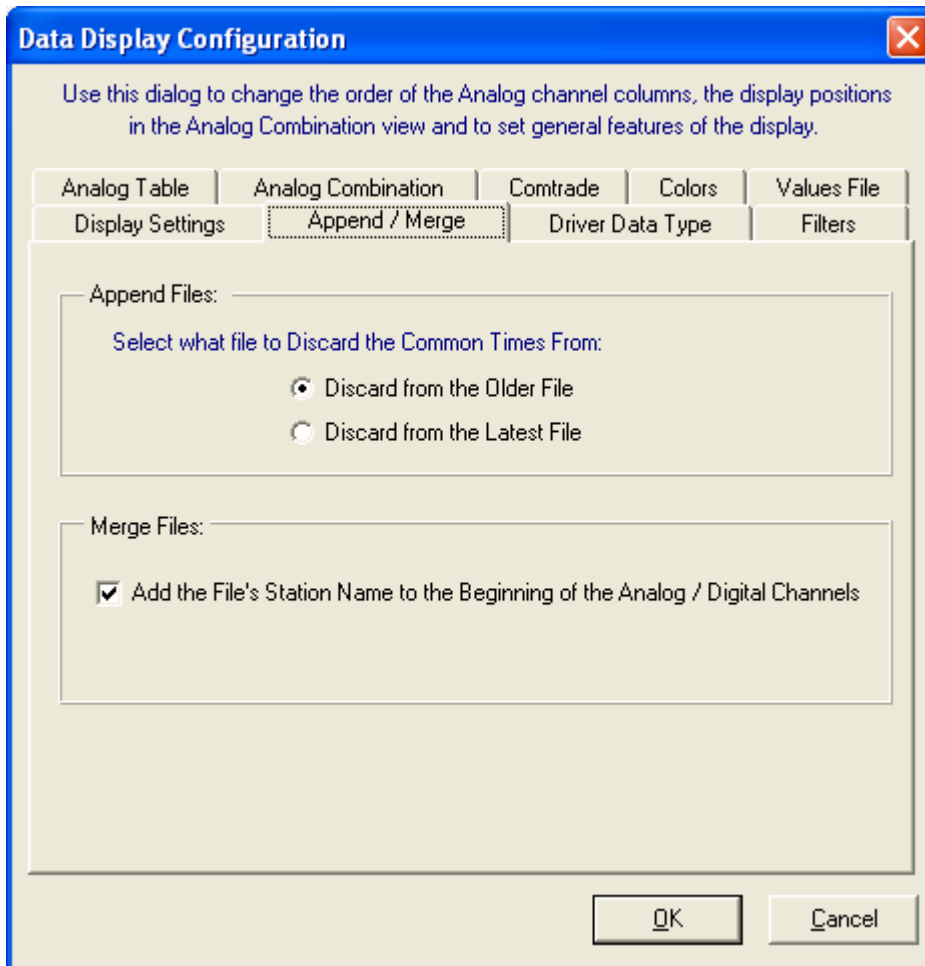 Data Display Configuration
Use this dialog to change the order of the Analog channel columns, the display positions
in the Analog Combination view and to set general features of the display.
Analog Table
Analog Combination
Comtrade
Colors
Values File
Display Settings
Append / Merge
Driver Data Type
Filters
Append Files:
Select what file to Discard the Common Times From:
Discard from the Older File
Discard from the Latest File
Merge Files:
Add the File's Station Name to the Beginning of the Analog / Digital Channels
OK
Cancel